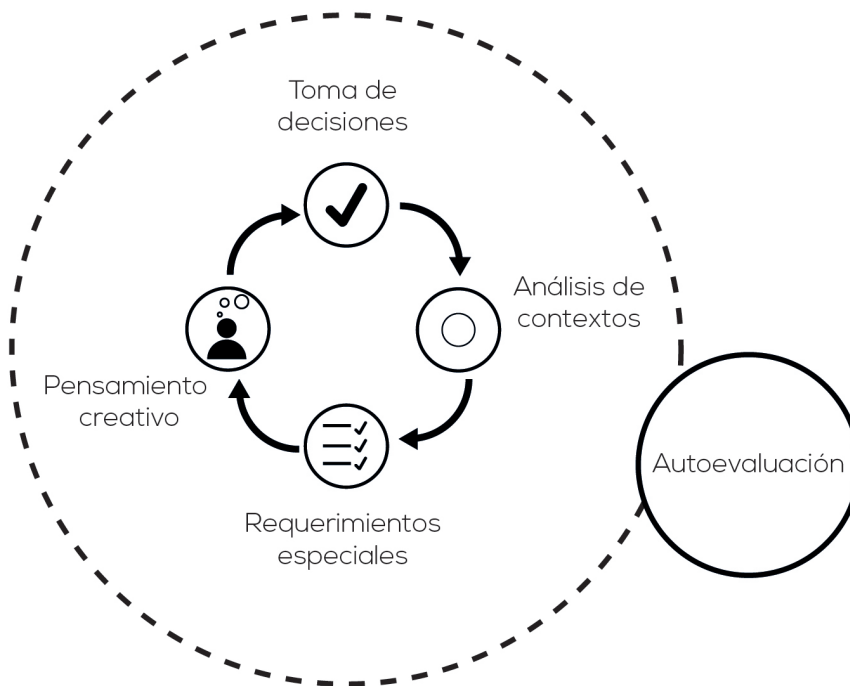 Toma de
decisiones
Análisis de
contextos
Pensamiento
creativo
Autoevaluación
Requerimientos
especiales